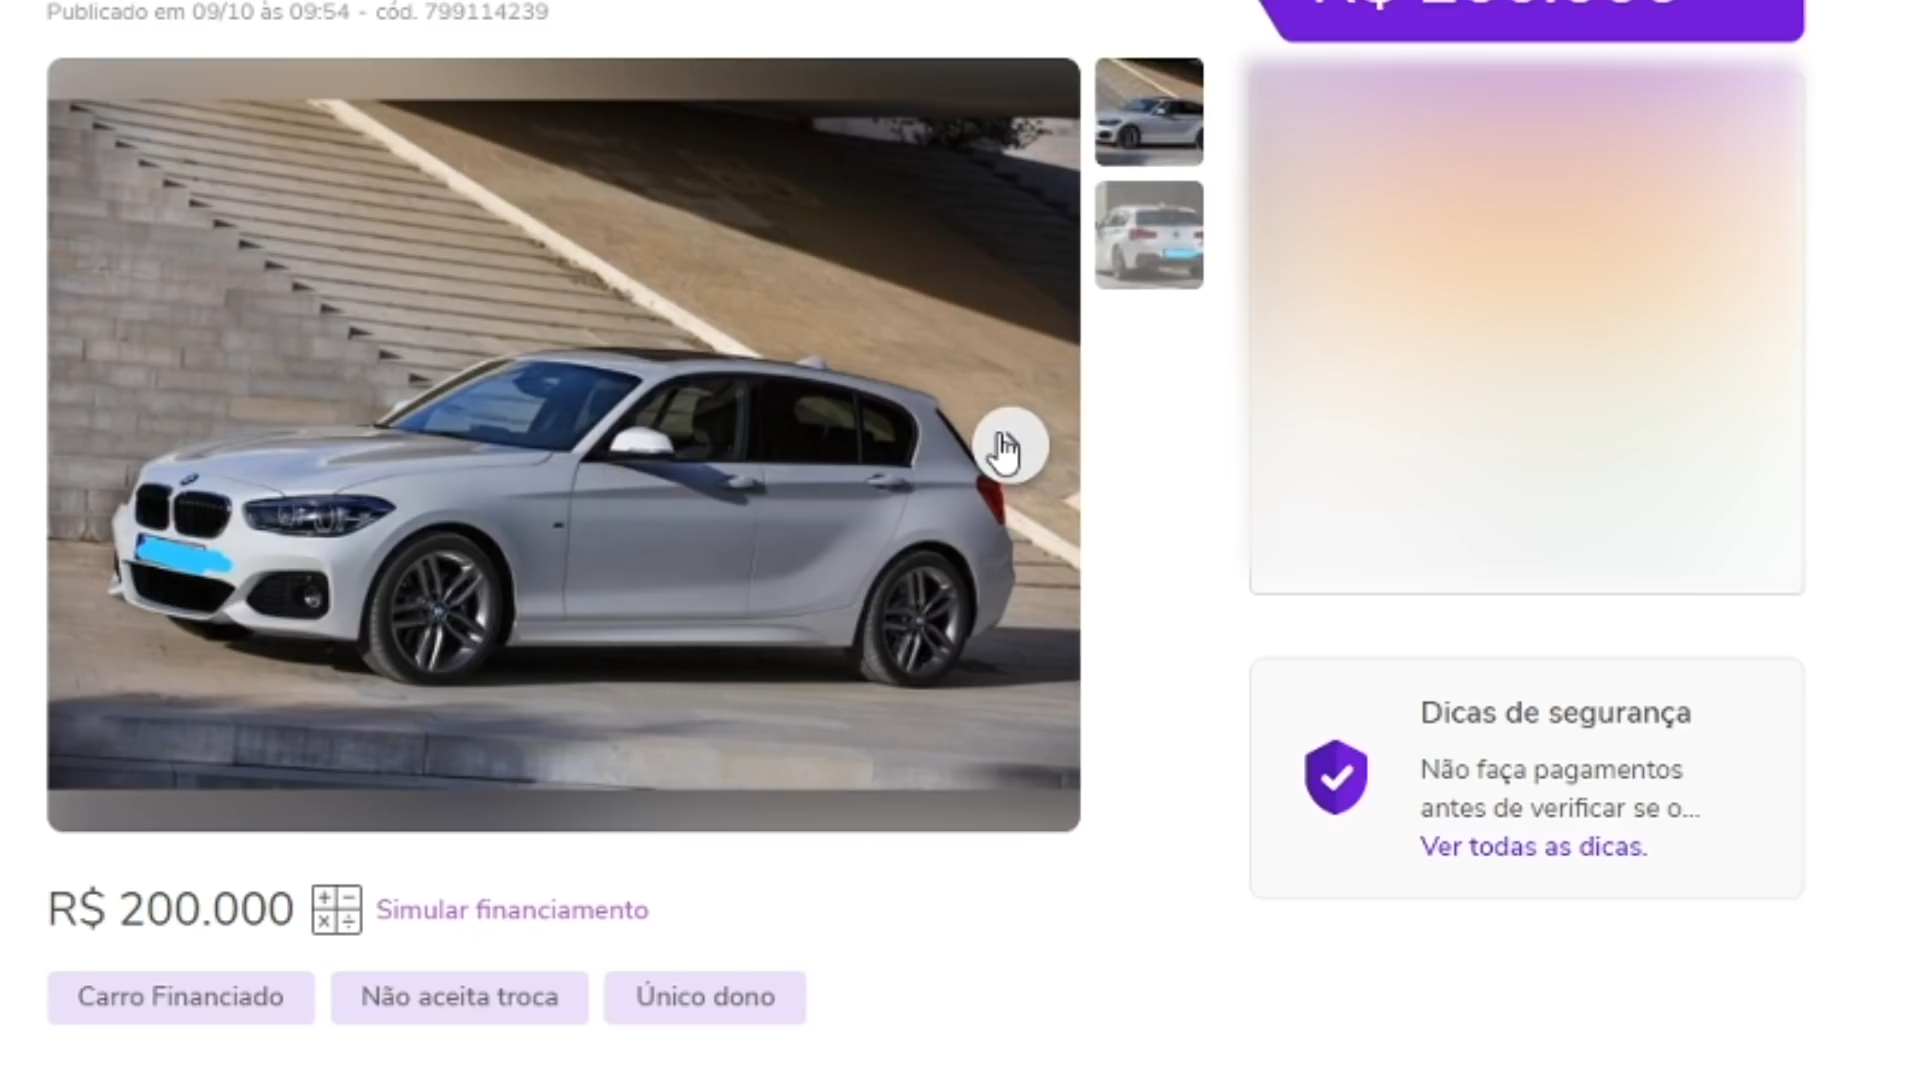 Publicado em 09/10 às 09:54 - cód. 799114239
Dicas de segurança
Não faça pagamentos
antes de verificar se o...
Ver todas as dicas.
R$ 200.000
Simular financiamento
Carro Financiado
Não aceita troca
Único dono